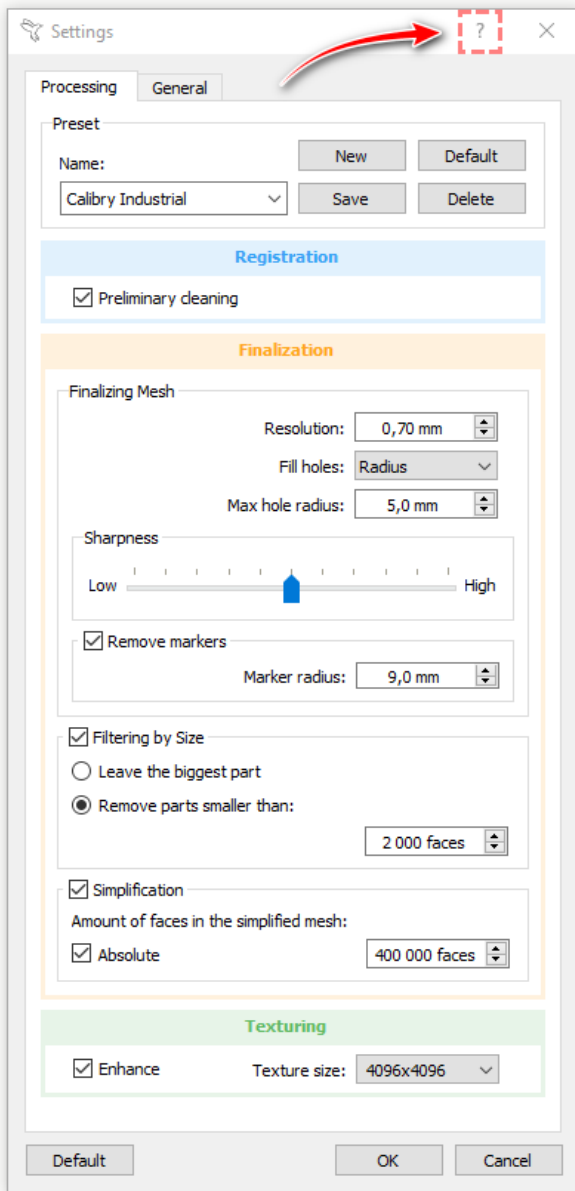 Settings ?
Processing General
Preset
Name:
New Default
Calibry Industrial Save Delete
Registration
Preliminary cleaning
Finalization
Finalizing Mesh
Resolution: 0,70 mm
Fill holes: Radius
Max hole radius: 5,0 mm
Sharpness
Low High
Remove markers
Marker radius: 9,0 mm
Filtering by Size
Leave the biggest part
Remove parts smaller than:
2 000 faces
Simplification
Amount of faces in the simplified mesh:
Absolute 400 000 faces
Texturing
Enhance Texture size: 4096x4096
Default OK Cancel